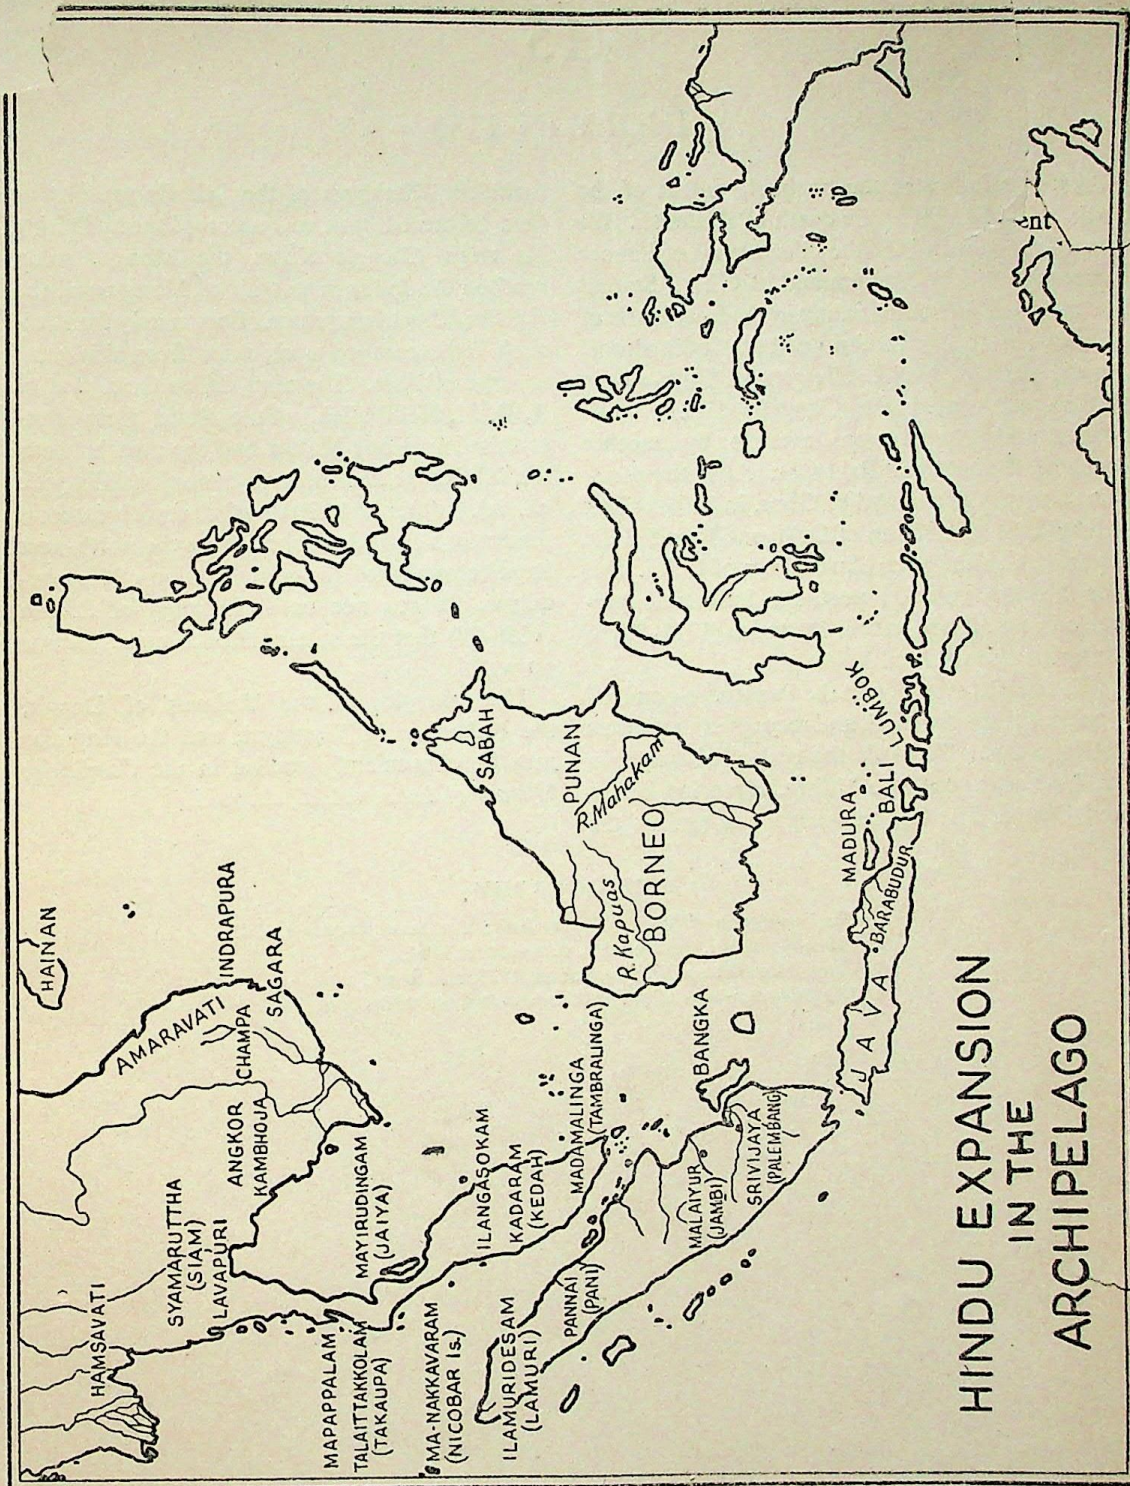 HAINAN
HAMSAVATI
SYAMARUTTHA
(SIAM)
LAVAPURI
ANGKOR
KAMBHOJA
AMARAVATI
CHAMPA
INDRAPURA
SAGARA
MAPAPPALAM
TALAITTAKKOLAM
(TAKAUPA)
MAYIRUDINGAM
(JAIYA)
MA-NAKKAVARAM
(NICOBAR Is.)
ILAMURIDESAM
(LAMURI)
ILANGASOKAM
KADARAM
(KEDAH)
MADAMALINGA
(TAMBRALINGA)
PANNAI
(PANI)
MALAIYUR
(JAMBI)
SRIVIJAYA
(PALEMBANG)
BANGKA
SABAH
PUNAN
R.Mahakam
R.Kapuas
BORNEO
JAVA
BARABUDUR
MADURA
BALI
LUMBOK
ent
HINDU EXPANSION
IN THE
ARCHIPELAGO